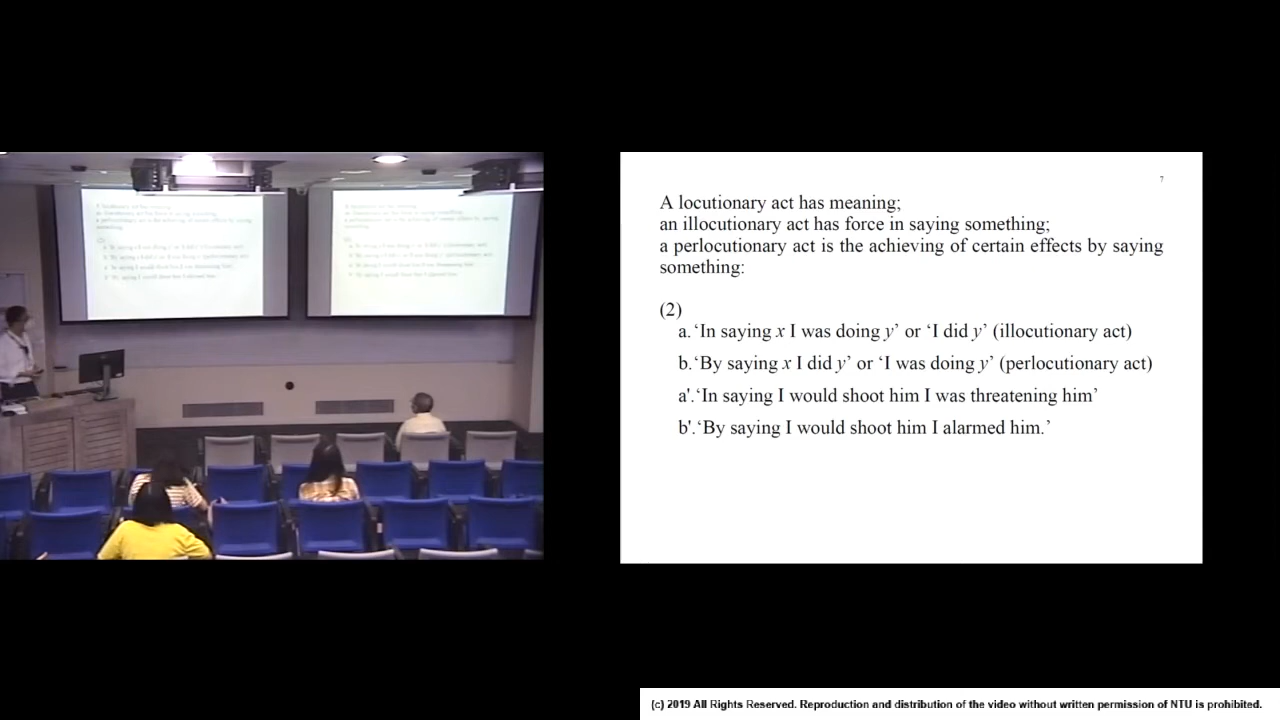 7
A locutionary act has meaning;
an illocutionary act has force in saying something;
a perlocutionary act is the achieving of certain effects by saying
something:
(2)
a.‘In saying x I was doing y’ or ‘I did y’ (illocutionary act)
b.‘By saying x I did y’ or ‘I was doing y’ (perlocutionary act)
a'.‘In saying I would shoot him I was threatening him’
b'.‘By saying I would shoot him I alarmed him.’
(c) 2019 All Rights Reserved. Reproduction and distribution of the video without written permission of NTU is prohibited.